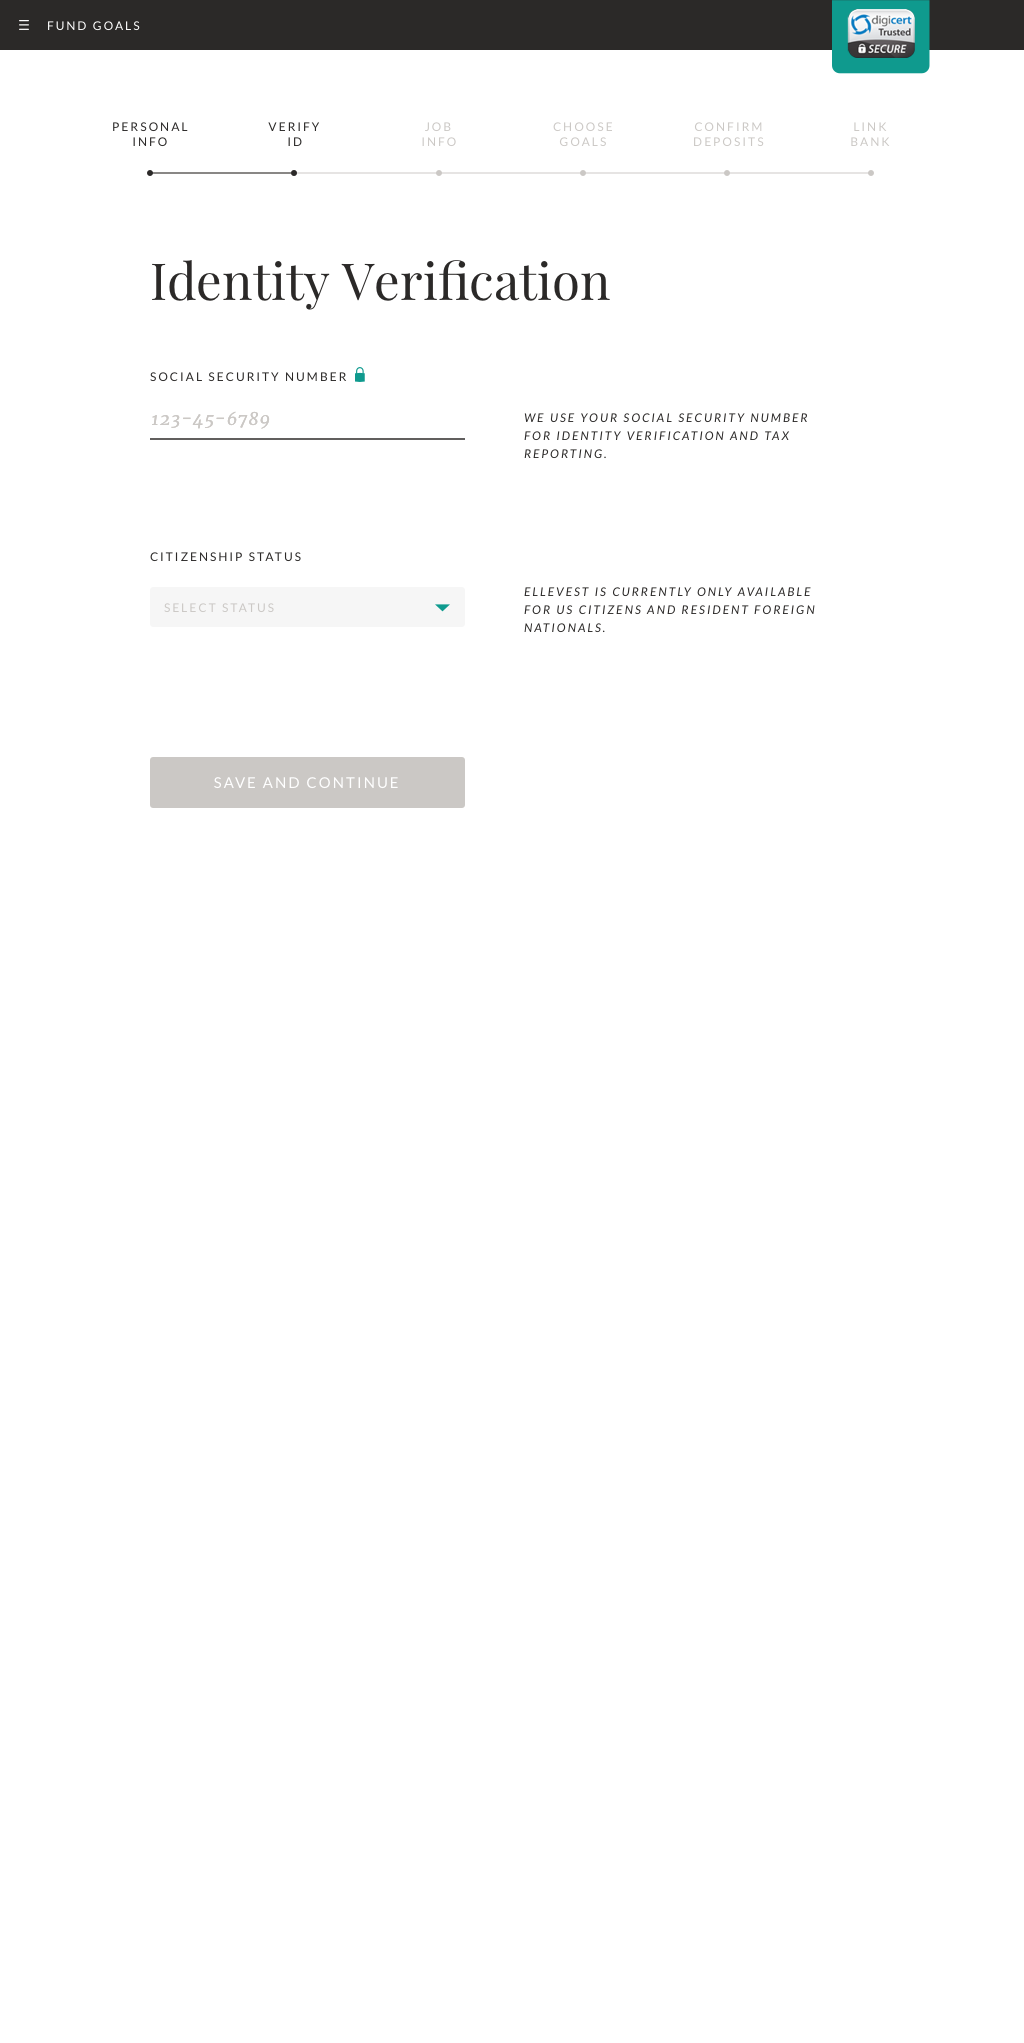 FUND GOALS
digicert
Trusted
SECURE
PERSONAL
INFO
VERIFY
ID
JOB
INFO
CHOOSE
GOALS
CONFIRM
DEPOSITS
LINK
BANK
Identity Verification
SOCIAL SECURITY NUMBER
123-45-6789
WE USE YOUR SOCIAL SECURITY NUMBER
FOR IDENTITY VERIFICATION AND TAX
REPORTING.
CITIZENSHIP STATUS
SELECT STATUS
ELLEVEST IS CURRENTLY ONLY AVAILABLE
FOR US CITIZENS AND RESIDENT FOREIGN
NATIONALS.
SAVE AND CONTINUE